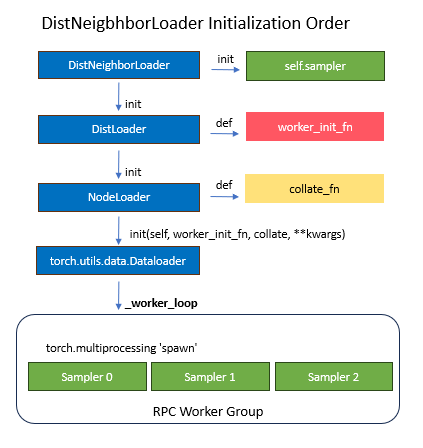 DistNeigbhborLoader Initialization Order
DistNeighborLoader
init
self.sampler
init
DistLoader
def
worker_init_fn
init
NodeLoader
def
collate_fn
init(self, worker_init_fn, collate, **kwargs)
torch.utils.data.Dataloader
_worker_loop
torch.multiprocessing 'spawn'
Sampler 0
Sampler 1
Sampler 2
RPC Worker Group